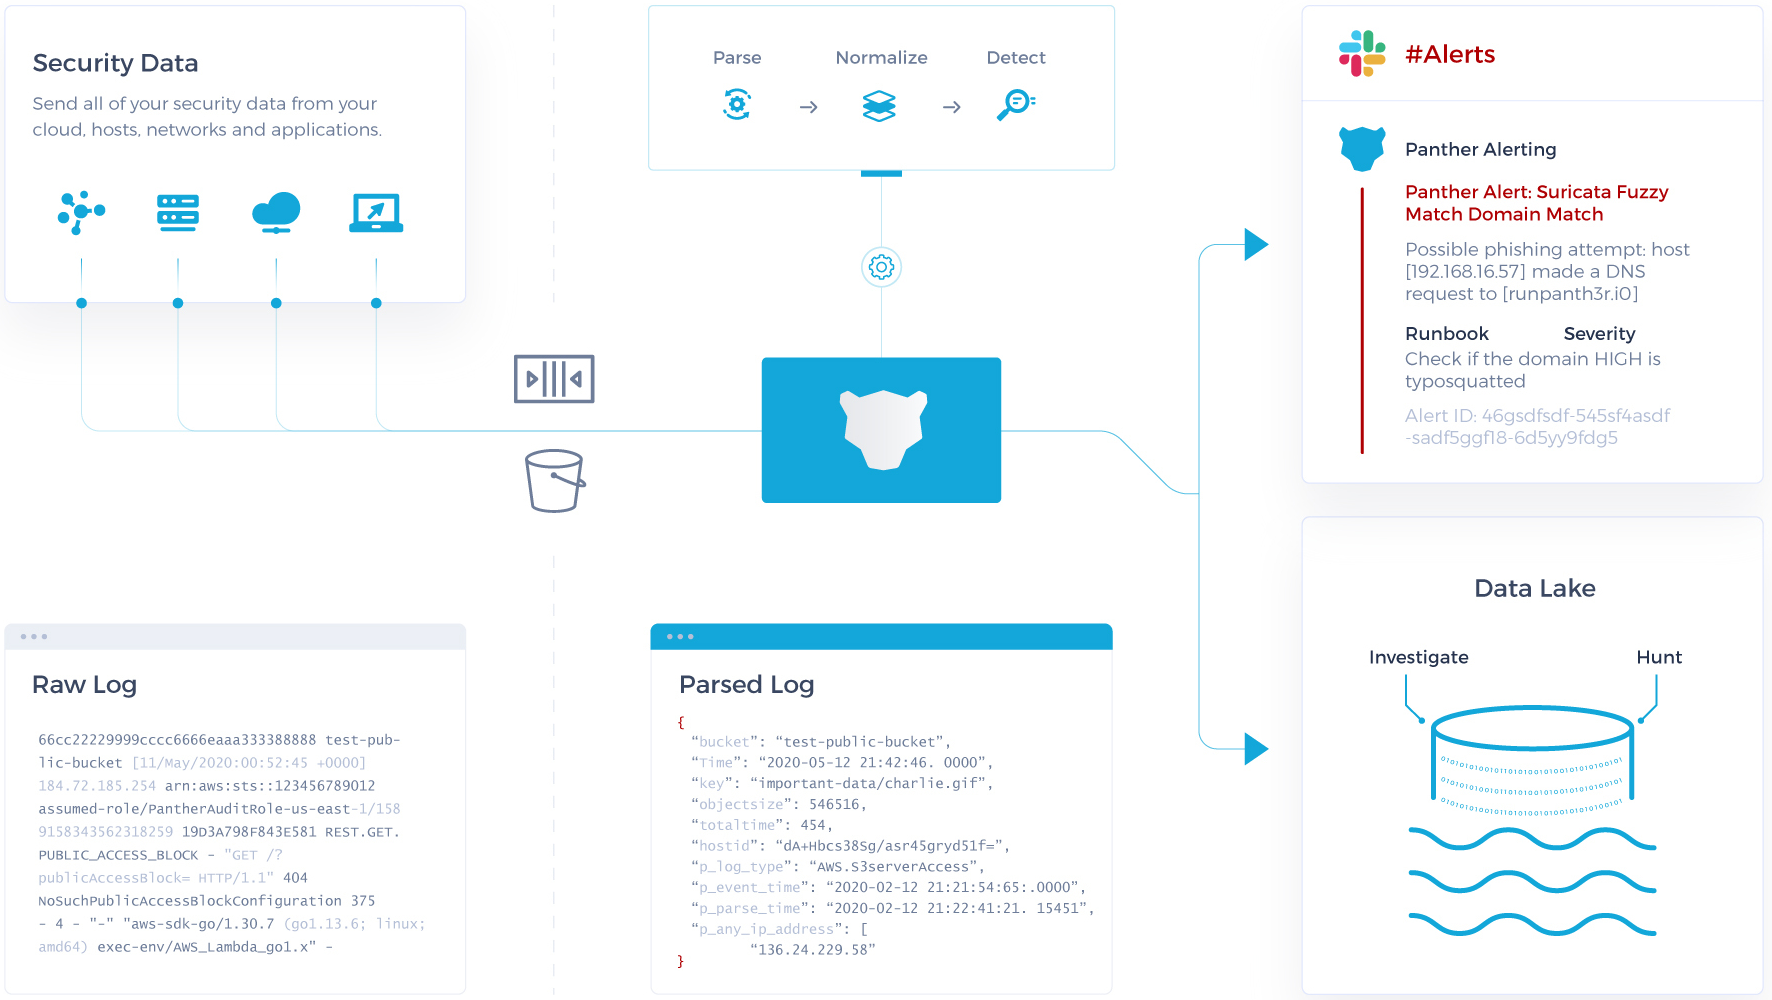 Security Data
Send all of your security data from your
cloud, hosts, networks and applications.
Parse
Normalize
Detect
#Alerts
Panther Alerting
Panther Alert: Suricata Fuzzy
Match Domain Match
Possible phishing attempt: host
[192.168.16.57] made a DNS
request to [runpanth3r.i0]
Runbook Severity
Check if the domain HIGH is
typosquatted
Alert ID: 46gsdfsdf-545sf4asdf
-sadf5ggf18-6d5yy9fdg5
Raw Log
66cc22229999cccc6666eaaa333388888 test-pub-
lic-bucket [11/May/2020:00:52:45 +0000]
184.72.185.254 arn:aws:sts::123456789012
assumed-role/PantherAuditRole-us-east-1/158
9158343562318259 19D3A798F843E581 REST.GET.
PUBLIC_ACCESS_BLOCK - "GET /?
publicAccessBlock= HTTP/1.1" 404
NoSuchPublicAccessBlockConfiguration 375
- 4 - "-" "aws-sdk-go/1.30.7 (go1.13.6; linux;
amd64) exec-env/AWS_Lambda_go1.x" -
Parsed Log
{
“bucket”: “test-public-bucket”,
“Time”: “2020-05-12 21:42:46. 0000”,
“key”: “important-data/charlie.gif”,
“objectsize”: 546516,
“totaltime”: 454,
“hostid”: “dA+Hbcs38Sg/asr45gryd51f=”,
“p_log_type”: “AWS.S3serverAccess”,
“p_event_time”: “2020-02-12 21:21:54:65:.0000”,
“p_parse_time”: “2020-02-12 21:22:41:21. 15451”,
“p_any_ip_address”: [
“136.24.229.58”
}
Data Lake
Investigate
Hunt